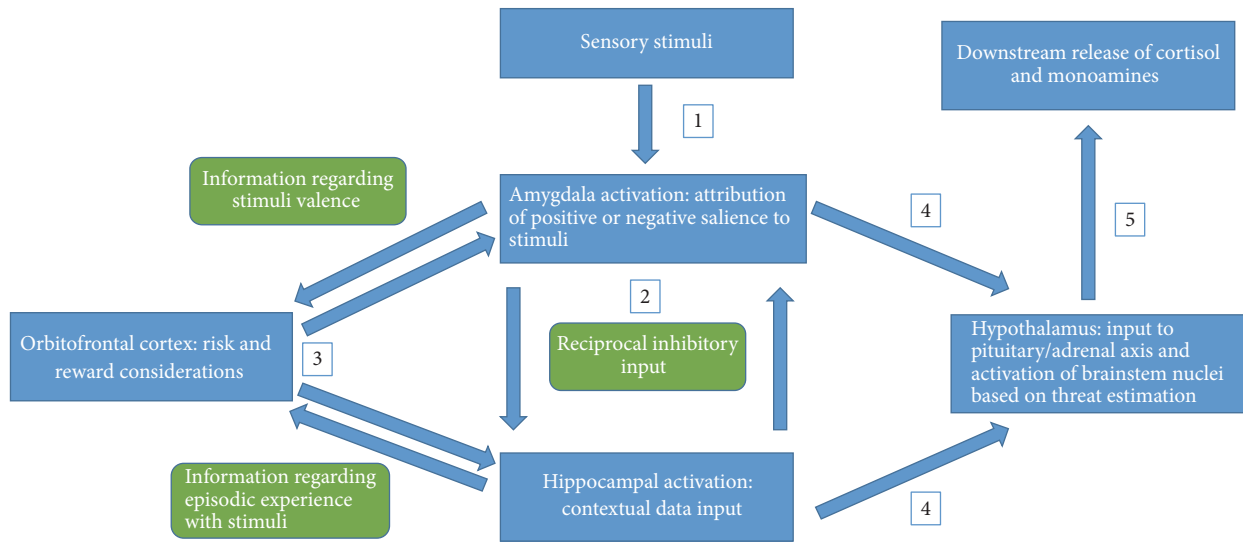 Sensory stimuli
Downstream release of cortisol
and monoamines
1
Information regarding
stimuli valence
Amygdala activation: attribution
of positive or negative salience to
stimuli
4
5
2
Reciprocal inhibitory
input
Orbitofrontal cortex: risk and
reward considerations
3
Hypothalamus: input to
pituitary/adrenal axis and
activation of brainstem nuclei
based on threat estimation
Information regarding
episodic experience
with stimuli
Hippocampal activation:
contextual data input
4